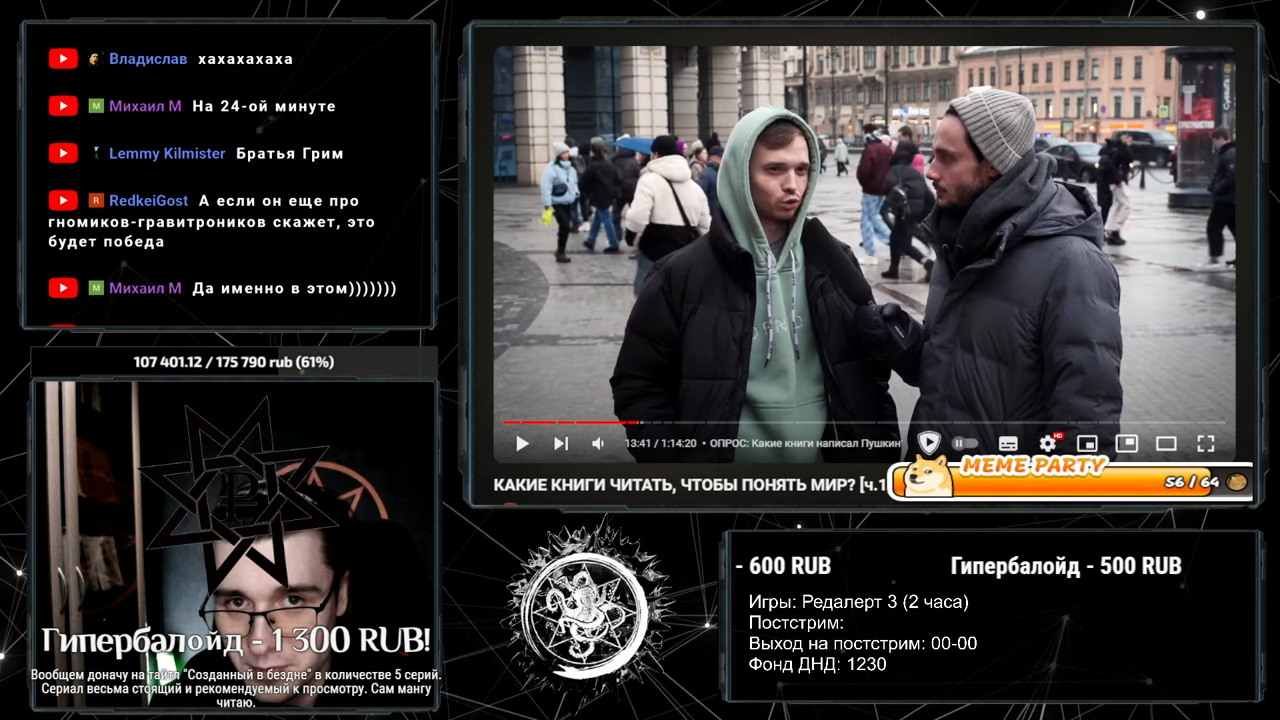 Владислав хахахахаха
Михаил М На 24-ой минуте
Lemmy Kilmister Братья Грим
RedkeiGost А если он еще про
гномиков-гравитроников скажет, это
будет победа
Михаил М Да именно в этом)))))))
107 401.12 / 175 790 rub (61%)
Гипербалойд - 1 300 RUB!
Вообщем доначу на таитл "Созданный в бездне" в количестве 5 серий.
Сериал весьма стоящий и рекомендуемый к просмотру. Сам мангу
читаю.
13:41 / 1:14:20 • ОПРОС: Какие книги написал Пушкин
HD
КАКИЕ КНИГИ ЧИТАТЬ, ЧТОБЫ ПОНЯТЬ МИР? [ч.1
MEME PARTY
56 / 64
- 600 RUB Гипербалойд - 500 RUB
Игры: Редалерт 3 (2 часа)
Постстрим:
Выход на постстрим: 00-00
Фонд ДНД: 1230